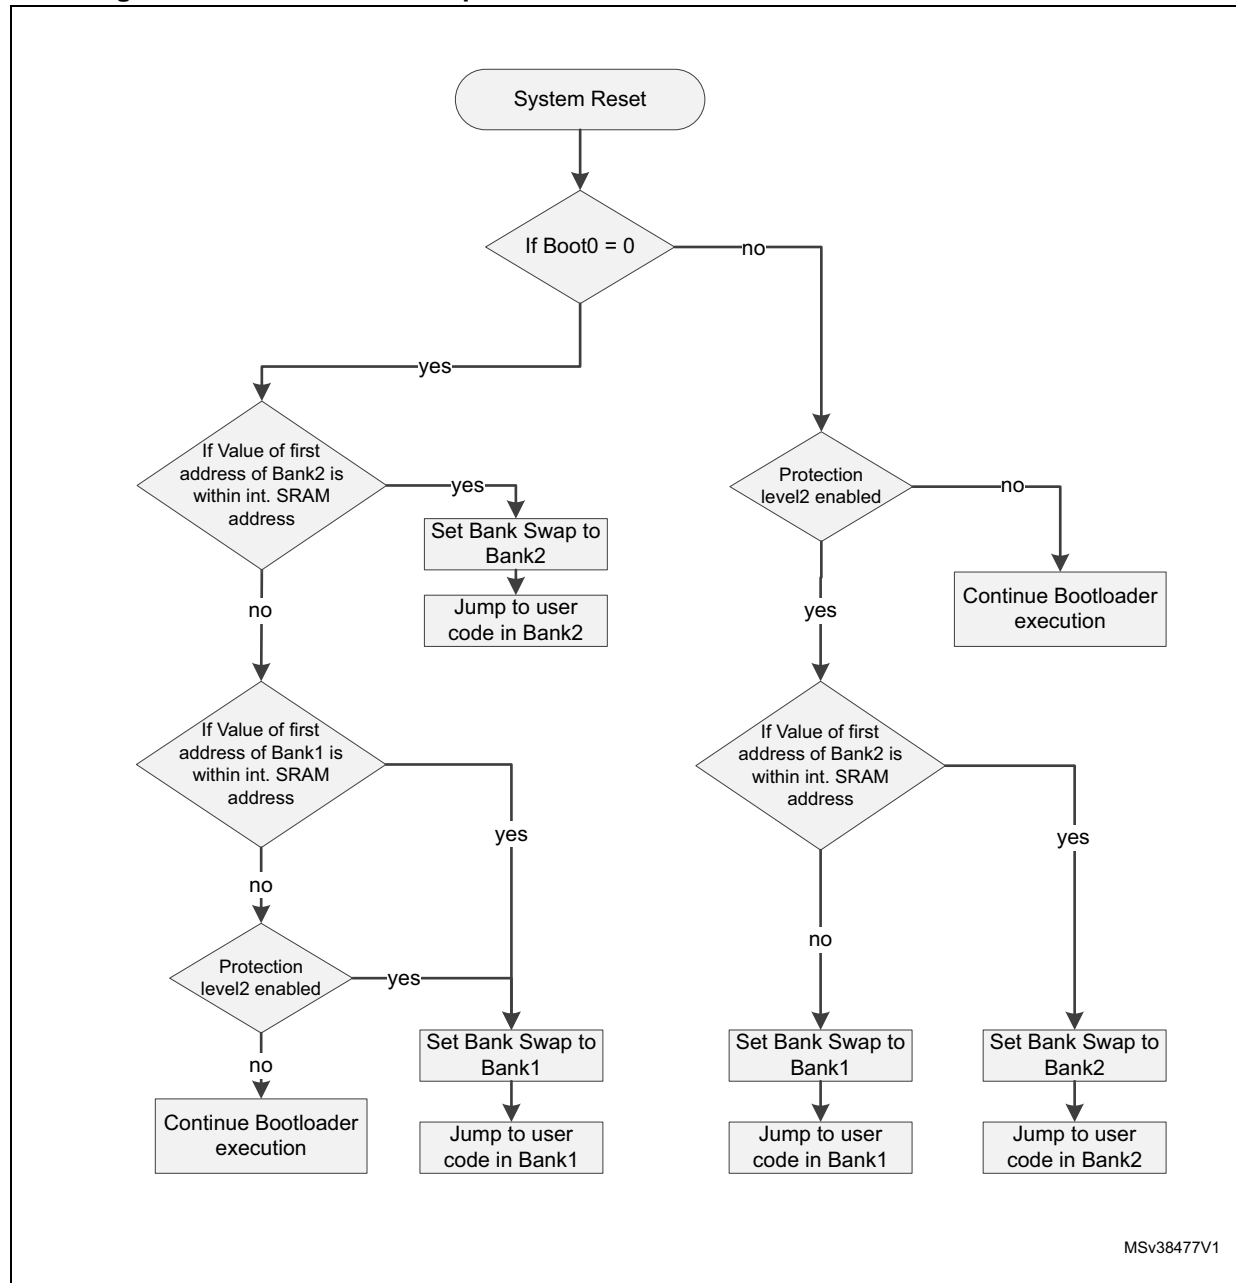 System Reset
If Boot0 = 0
no
yes
If Value of first
address of Bank2 is
within int. SRAM
address
yes
Set Bank Swap to
Bank2
Jump to user
code in Bank2
no
If Value of first
address of Bank1 is
within int. SRAM
address
yes
no
Protection
level2 enabled
yes
no
Continue Bootloader
execution
Set Bank Swap to
Bank1
Jump to user
code in Bank1
Protection
level2 enabled
no
Continue Bootloader
execution
yes
If Value of first
address of Bank2 is
within int. SRAM
address
yes
no
Set Bank Swap to
Bank1
Jump to user
code in Bank1
Set Bank Swap to
Bank2
Jump to user
code in Bank2
MSv38477V1